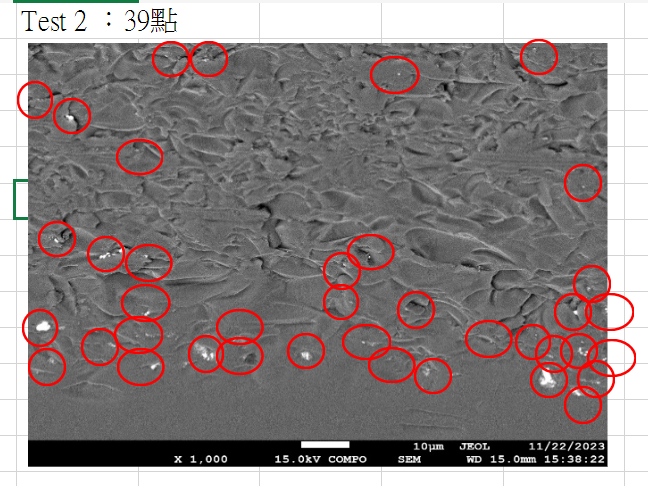 Test 2 ：39點
10μm JEOL 11/22/2023
X 1,000 15.0kV COMPO SEM WD 15.0mm 15:38:22